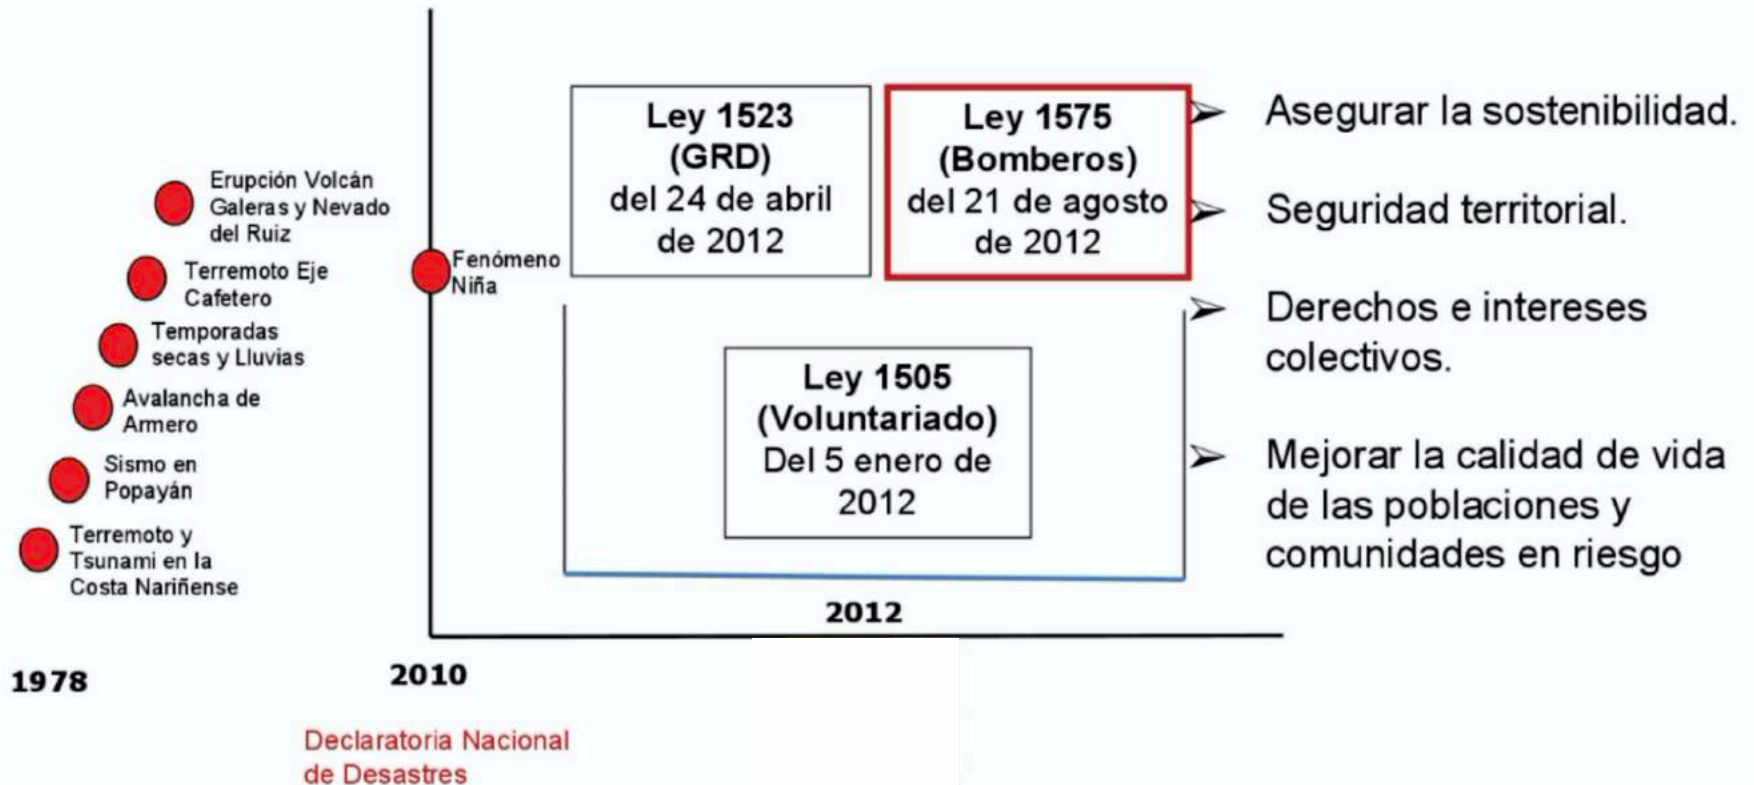 Erupción Volcán
Galeras y Nevado
del Ruiz
Terremoto Eje
Cafetero
Temporadas
secas y Lluvias
Avalancha de
Armero
Sismo en
Popayán
Terremoto y
Tsunami en la
Costa Nariñense
1978
Fenómeno
Niña
2010
Declaratoria Nacional
de Desastres
Ley 1523
(GRD)
del 24 de abril
de 2012
Ley 1575
(Bomberos)
del 21 de agosto
de 2012
Ley 1505
(Voluntariado)
Del 5 enero de
2012
2012
➢ Asegurar la sostenibilidad.
➢ Seguridad territorial.
➢ Derechos e intereses
colectivos.
➢ Mejorar la calidad de vida
de las poblaciones y
comunidades en riesgo